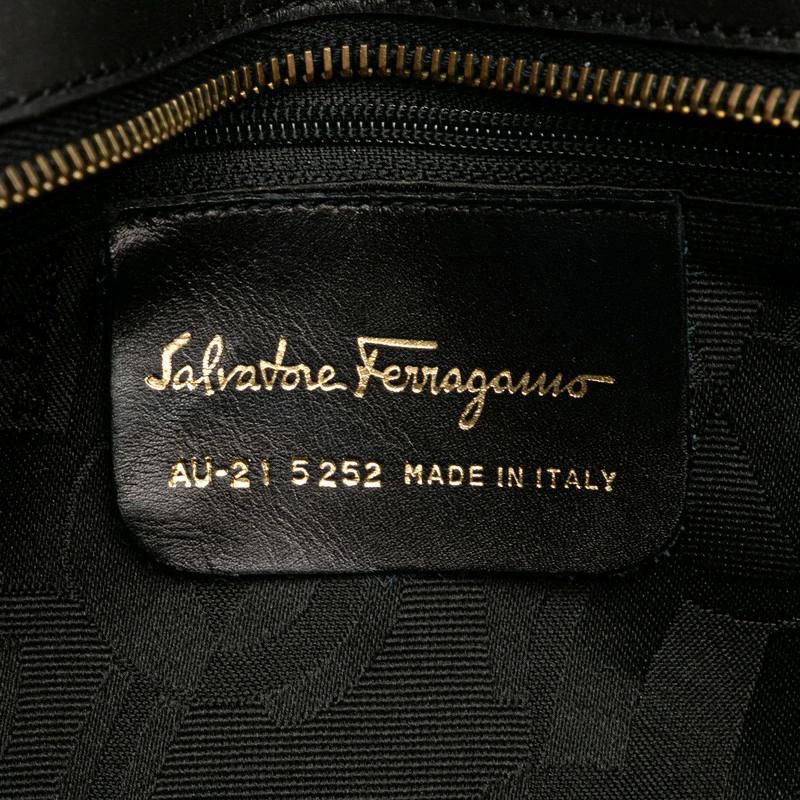 Salvatore Ferragamo
AU-21 5252 MADE IN ITALY